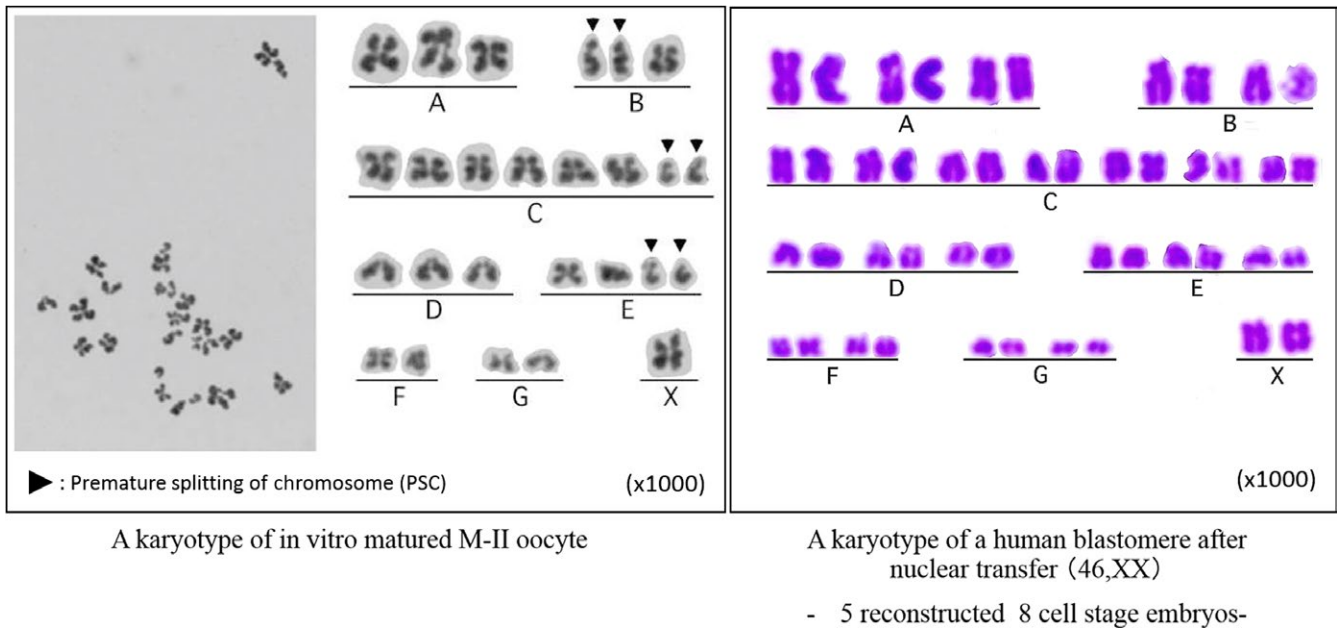 A
B
C
D
E
F
G
X
▶ : Premature splitting of chromosome (PSC)
(x1000)
A karyotype of in vitro matured M-II oocyte
A
B
C
D
E
F
G
X
(x1000)
A karyotype of a human blastomere after
nuclear transfer (46,XX)
- 5 reconstructed 8 cell stage embryos-